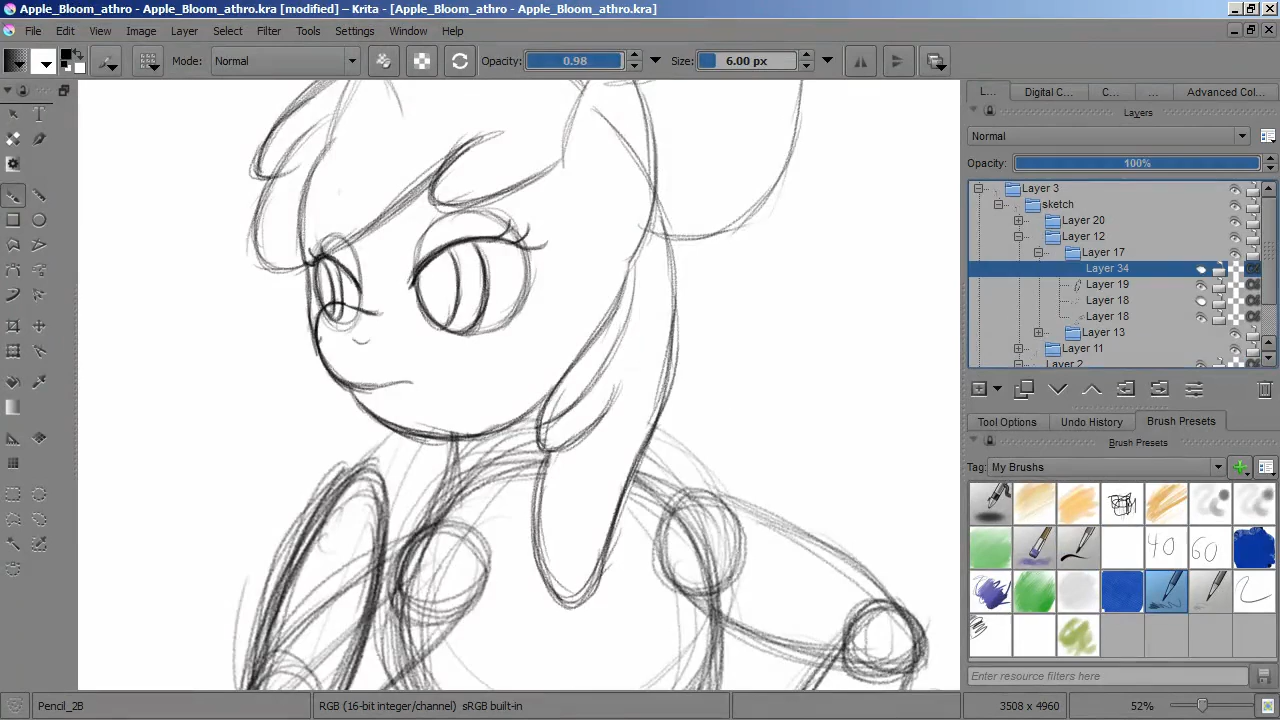 Apple_Bloom_athro - Apple_Bloom_athro.kra [modified] – Krita - [Apple_Bloom_athro - Apple_Bloom_athro.kra]
File Edit View Image Layer Select Filter Tools Settings Window Help
Mode: Normal Opacity: 0.98 Size: 6.00 px
L... Digital C... C... ... Advanced Col...
Layers
Normal
Opacity: 100%
Layer 3
sketch
Layer 20
Layer 12
Layer 17
Layer 34
Layer 19
Layer 18
Layer 18
Layer 13
Layer 11
Layer 2
Tool Options Undo History Brush Presets
Brush Presets
Tag: My Brushes
40 60
Enter resource filters here
Pencil_2B RGB (16-bit integer/channel) sRGB built-in 3508 x 4960 52%